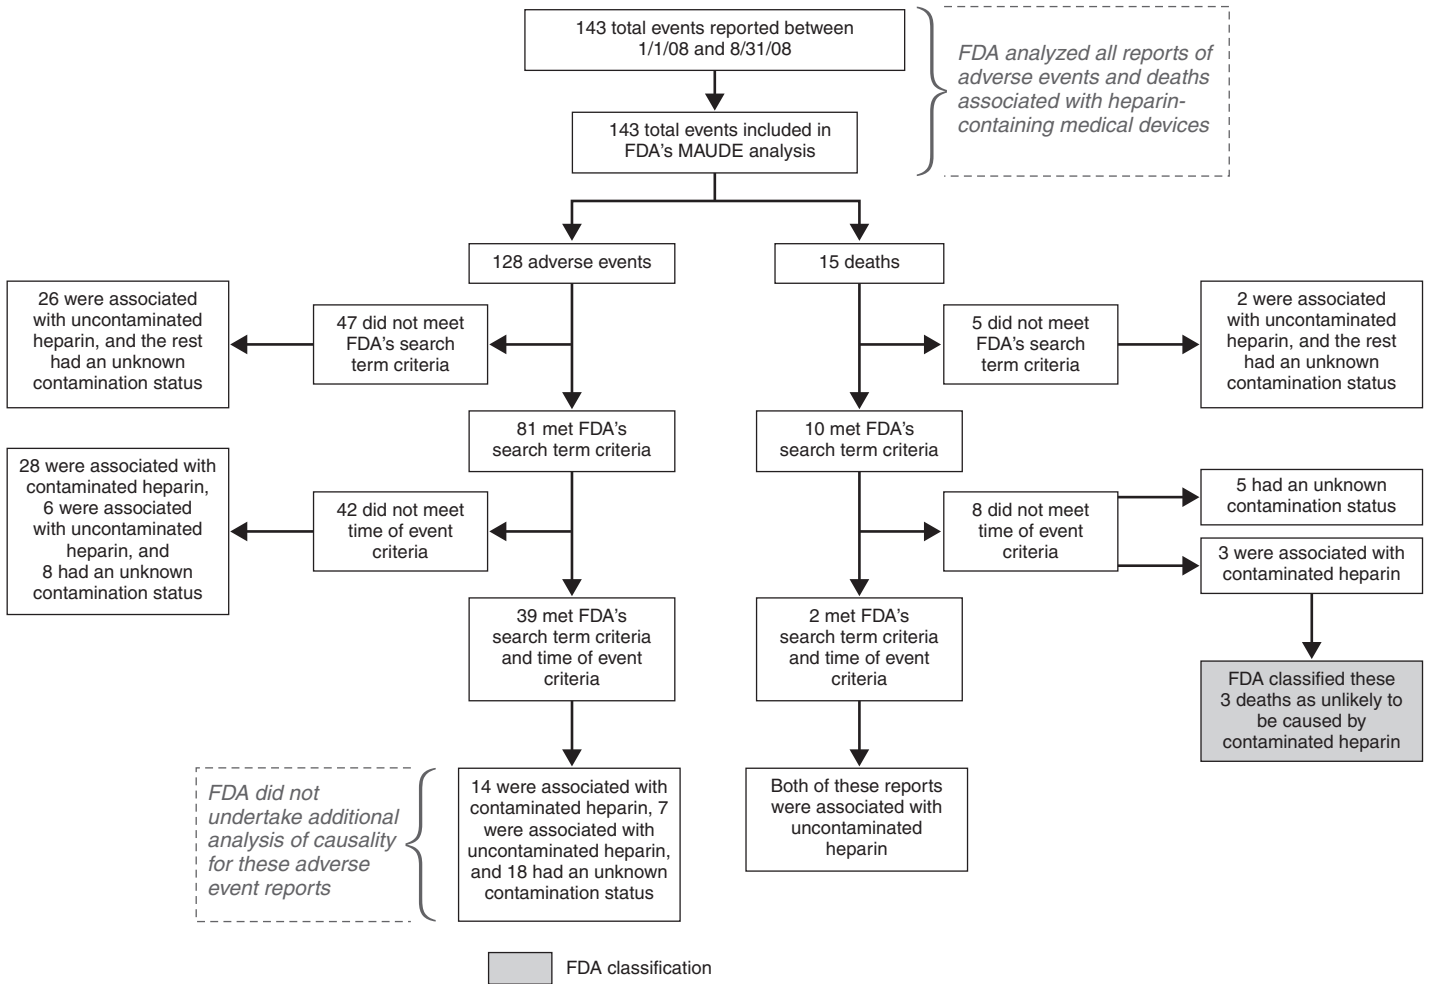 143 total events reported between
1/1/08 and 8/31/08
FDA analyzed all reports of
adverse events and deaths
associated with heparin-
containing medical devices
143 total events included in
FDA's MAUDE analysis
128 adverse events
15 deaths
26 were associated
with uncontaminated
heparin, and the rest
had an unknown
contamination status
47 did not meet
FDA's search
term criteria
5 did not meet
FDA's search
term criteria
2 were associated
with uncontaminated
heparin, and the rest
had an unknown
contamination status
81 met FDA's
search term criteria
10 met FDA's
search term criteria
28 were associated with
contaminated heparin,
6 were associated
with uncontaminated
heparin, and
8 had an unknown
contamination status
42 did not meet
time of event
criteria
8 did not meet
time of event
criteria
5 had an unknown
contamination status
3 were associated with
contaminated heparin
39 met FDA's
search term criteria
and time of event
criteria
2 met FDA's
search term criteria
and time of event
criteria
FDA classified these
3 deaths as unlikely to
be caused by
contaminated heparin
FDA did not
undertake additional
analysis of causality
for these adverse
event reports
14 were associated with
contaminated heparin, 7
were associated with
uncontaminated heparin,
and 18 had an unknown
contamination status
Both of these reports
were associated with
uncontaminated
heparin
FDA classification